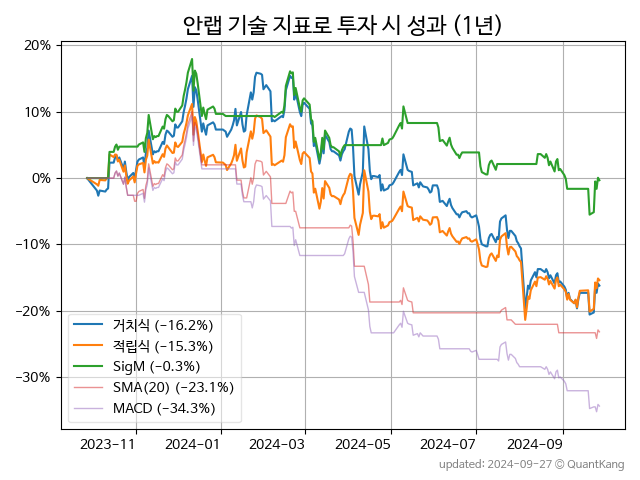 안랩 기술 지표로 투자 시 성과 (1년)
20%
10%
0%
−10%
−20%
−30%
거치식 (−16.2%)
적립식 (−15.3%)
SigM (−0.3%)
SMA(20) (−23.1%)
MACD (−34.3%)
2023−11 2024−01 2024−03 2024−05 2024−07 2024−09
updated: 2024−09−27 @ QuantKang